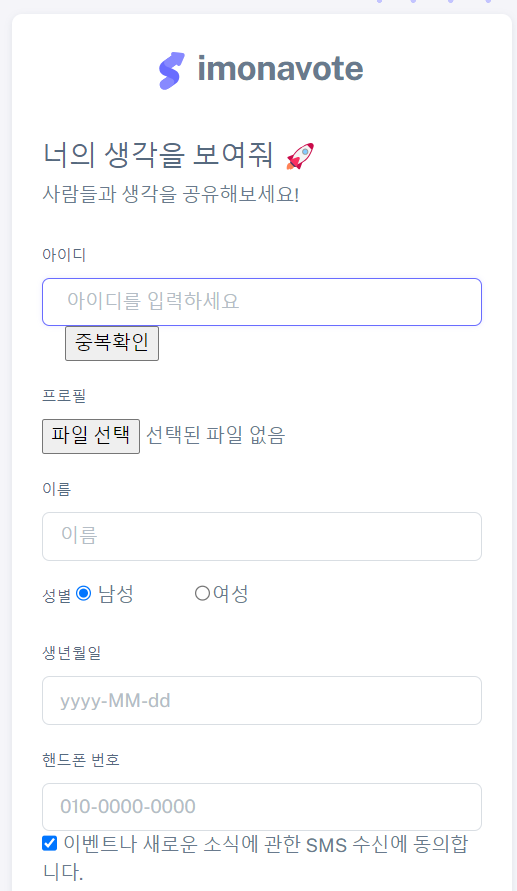 imonavote
너의 생각을 보여줘 🚀
사람들과 생각을 공유해보세요!
아이디
아이디를 입력하세요
중복확인
프로필
파일 선택 선택된 파일 없음
이름
이름
성별 남성 여성
생년월일
yyyy-MM-dd
핸드폰 번호
010-0000-0000
이벤트나 새로운 소식에 관한 SMS 수신에 동의합
니다.